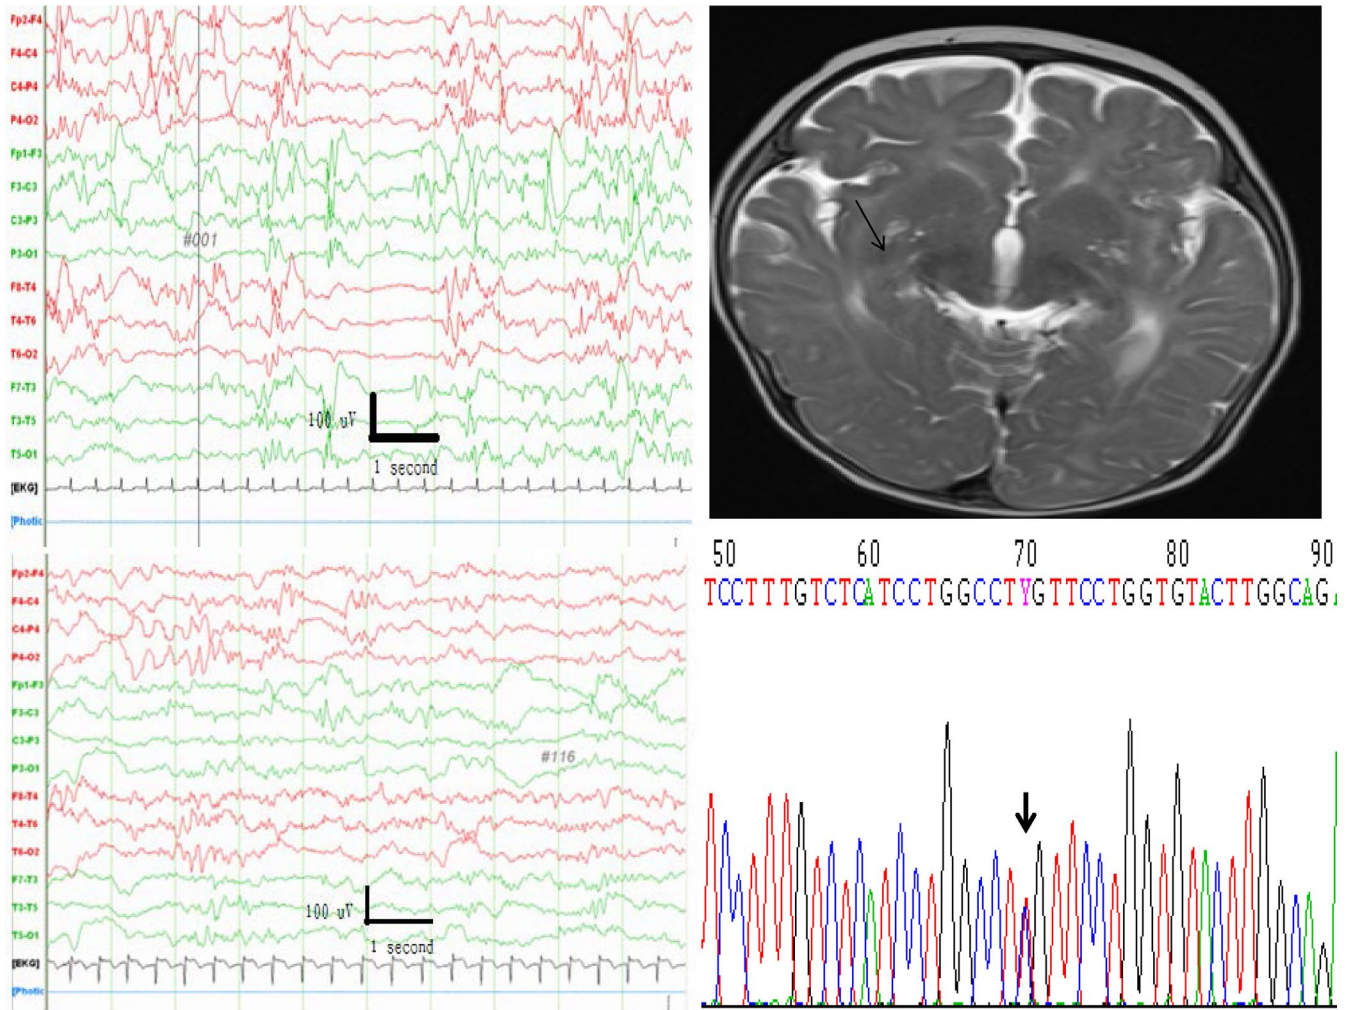 Fp2-F4
F4-C4
C4-P4
P4-O2
Fp1-F3
F3-C3
C3-P3
#001
P3-O1
F8-T4
T4-T6
T6-O2
F7-T3
T3-T5
100 uV
T5-O1
1 second
[EKG]
[Photic
50 60 70 80 90
TCCTTTGTCTCATCCTGGCCTYGTTCCTGGTGTACTTGGCAG
Fp2-F4
F4-C4
C4-P4
P4-O2
Fp1-F3
F3-C3
C3-P3
#116
P3-O1
F8-T4
T4-T6
T6-O2
F7-T3
T3-T5
100 uV
T5-O1
1 second
[EKG]
[Photic